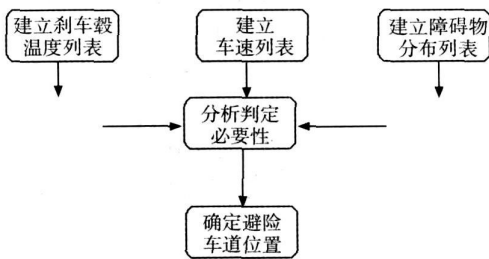 建立刹车毂
温度列表
建立
车速列表
建立障碍物
分布列表
分析判定
必要性
确定避险
车道位置